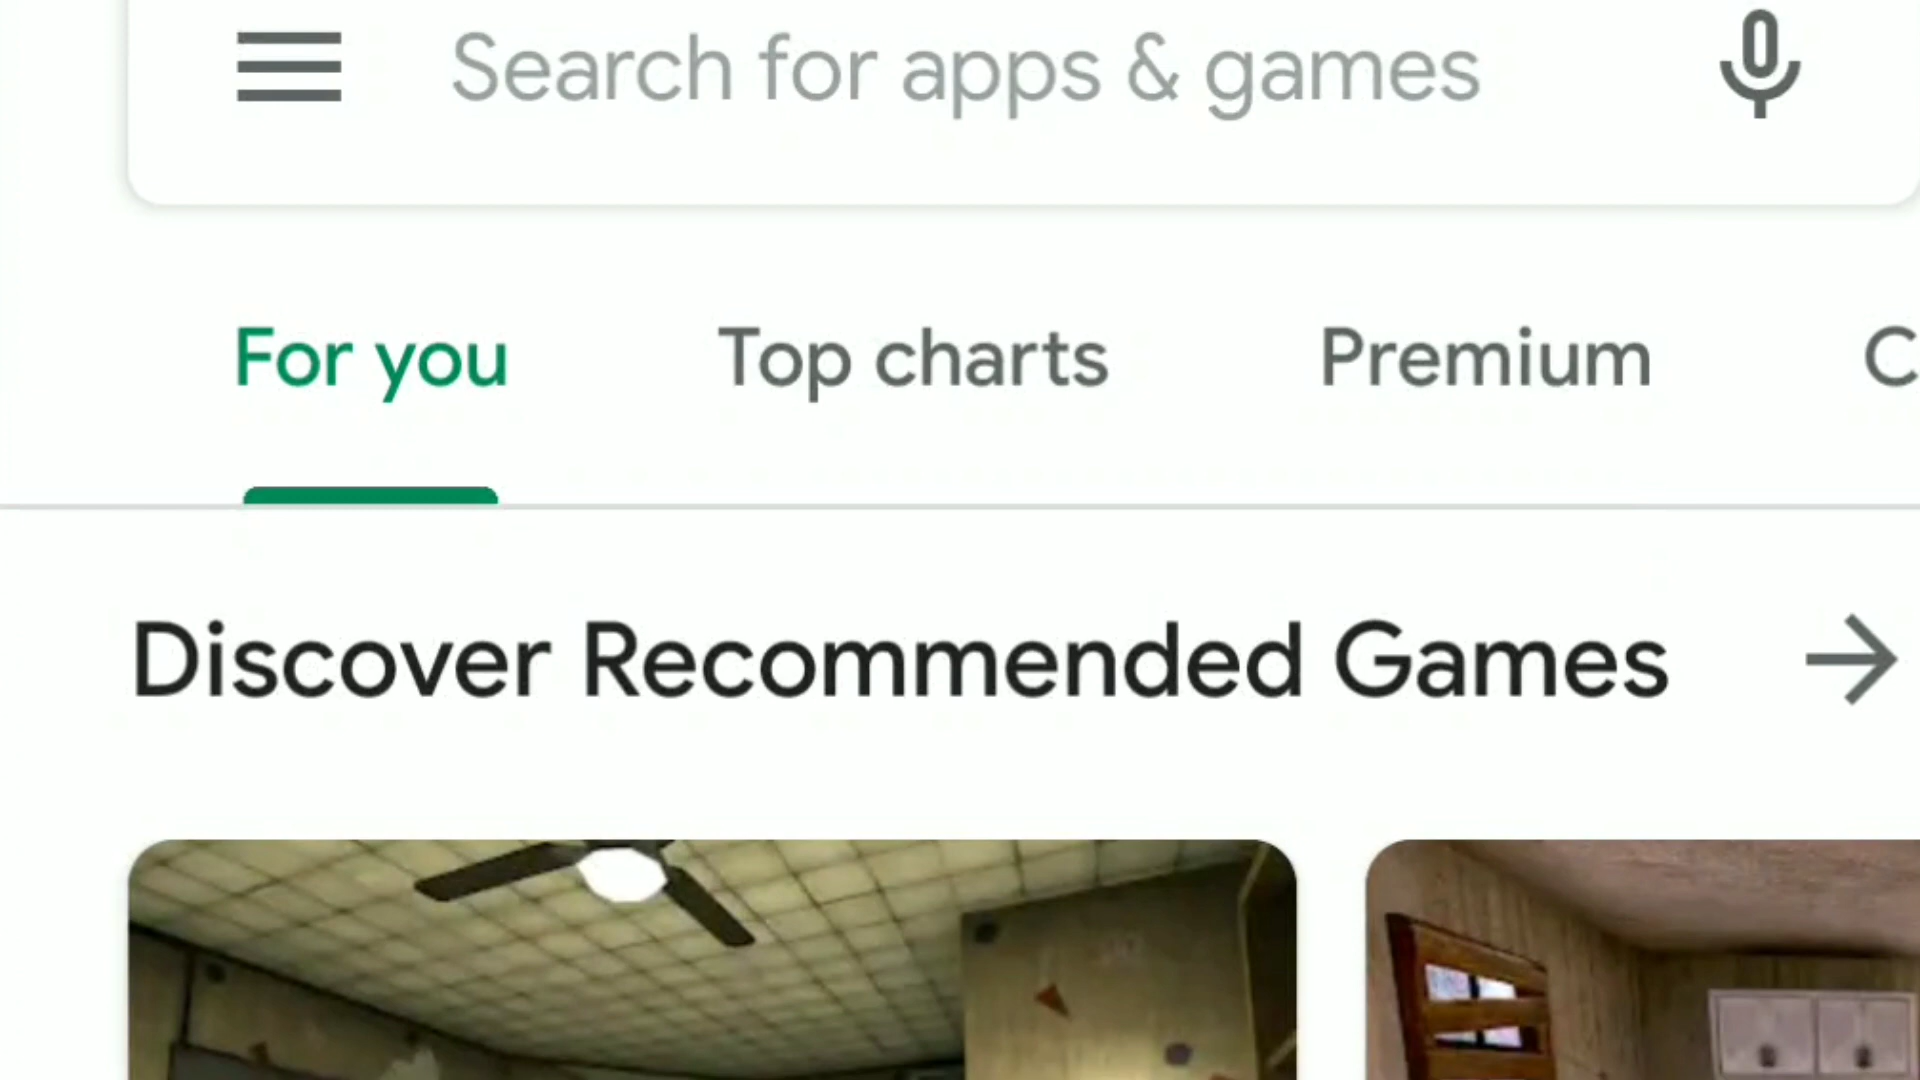 Search for apps & games
For you Top charts Premium C
Discover Recommended Games